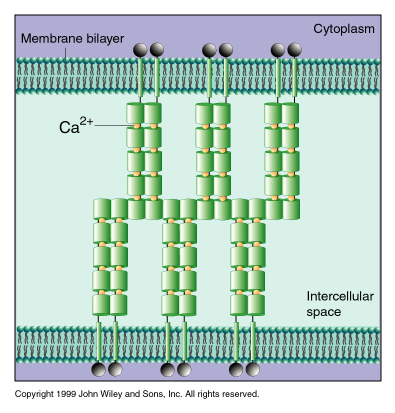 Cytoplasm
Membrane bilayer
Ca2+
Intercellular
space
Copyright 1999 John Wiley and Sons, Inc. All rights reserved.